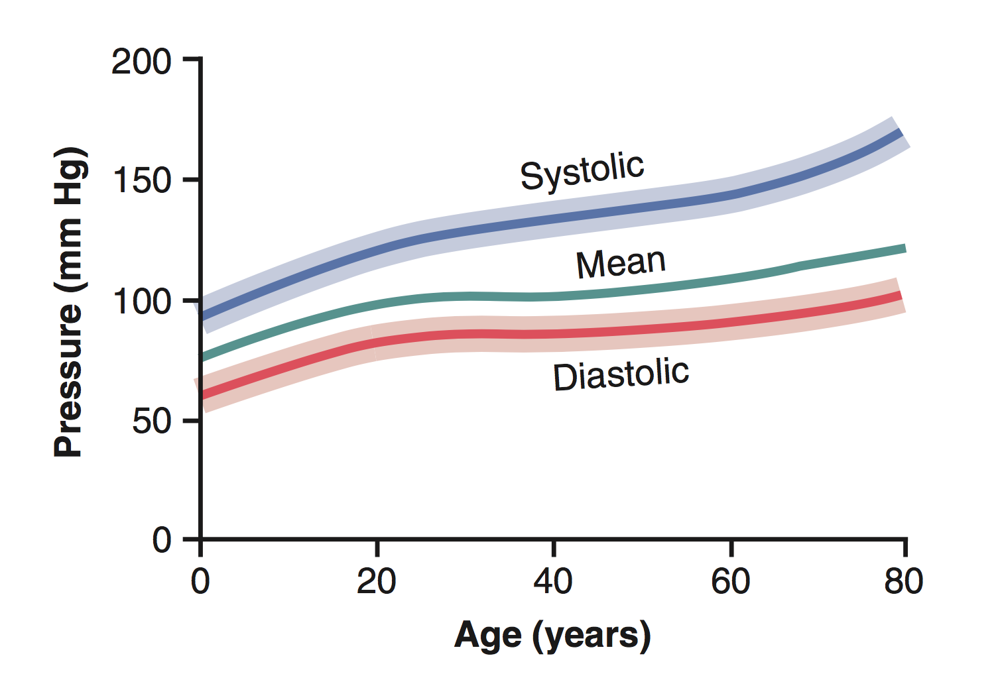 200
150
100
50
0
Pressure (mm Hg)
Systolic
Mean
Diastolic
0 20 40 60 80
Age (years)